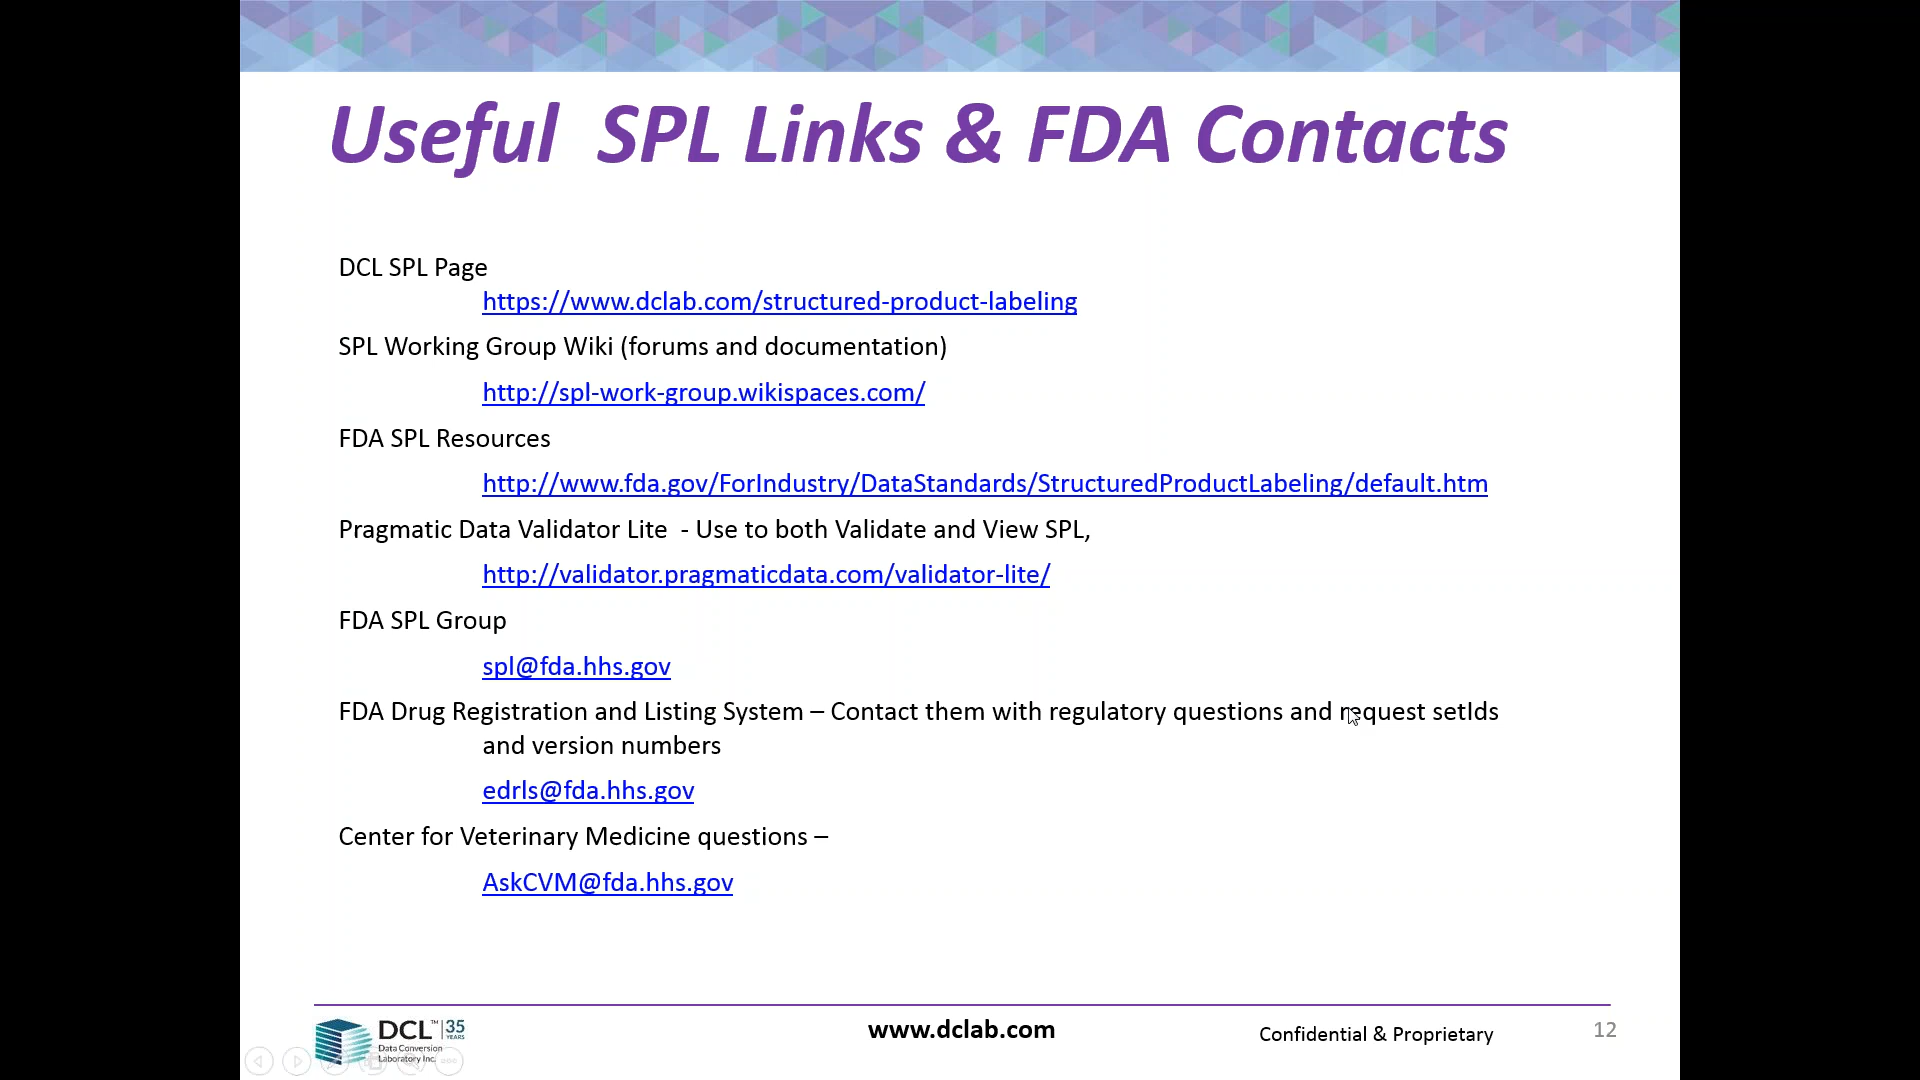 Useful  SPL Links & FDA Contacts
DCL SPL Page
https://www.dclab.com/structured-product-labeling
SPL Working Group Wiki (forums and documentation)
http://spl-work-group.wikispaces.com/
FDA SPL Resources
http://www.fda.gov/ForIndustry/DataStandards/StructuredProductLabeling/default.htm
Pragmatic Data Validator Lite  - Use to both Validate and View SPL,
http://validator.pragmaticdata.com/validator-lite/
FDA SPL Group
spl@fda.hhs.gov
FDA Drug Registration and Listing System – Contact them with regulatory questions and request setIds
and version numbers
edrls@fda.hhs.gov
Center for Veterinary Medicine questions –
AskCVM@fda.hhs.gov
DCL™ 35
YEARS
Data Conversion
Laboratory Inc.
www.dclab.com
Confidential & Proprietary
12